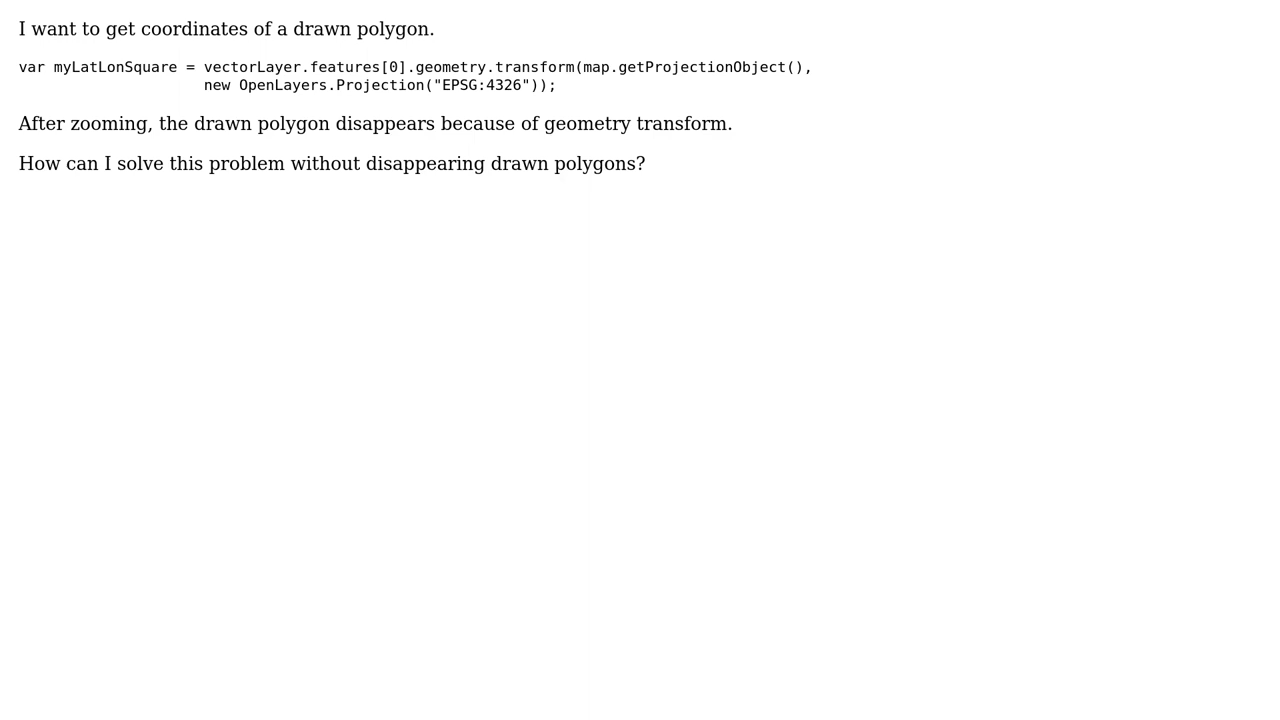 I want to get coordinates of a drawn polygon.
var myLatLonSquare = vectorLayer.features[0].geometry.transform(map.getProjectionObject(),
new OpenLayers.Projection("EPSG:4326"));
After zooming, the drawn polygon disappears because of geometry transform.
How can I solve this problem without disappearing drawn polygons?